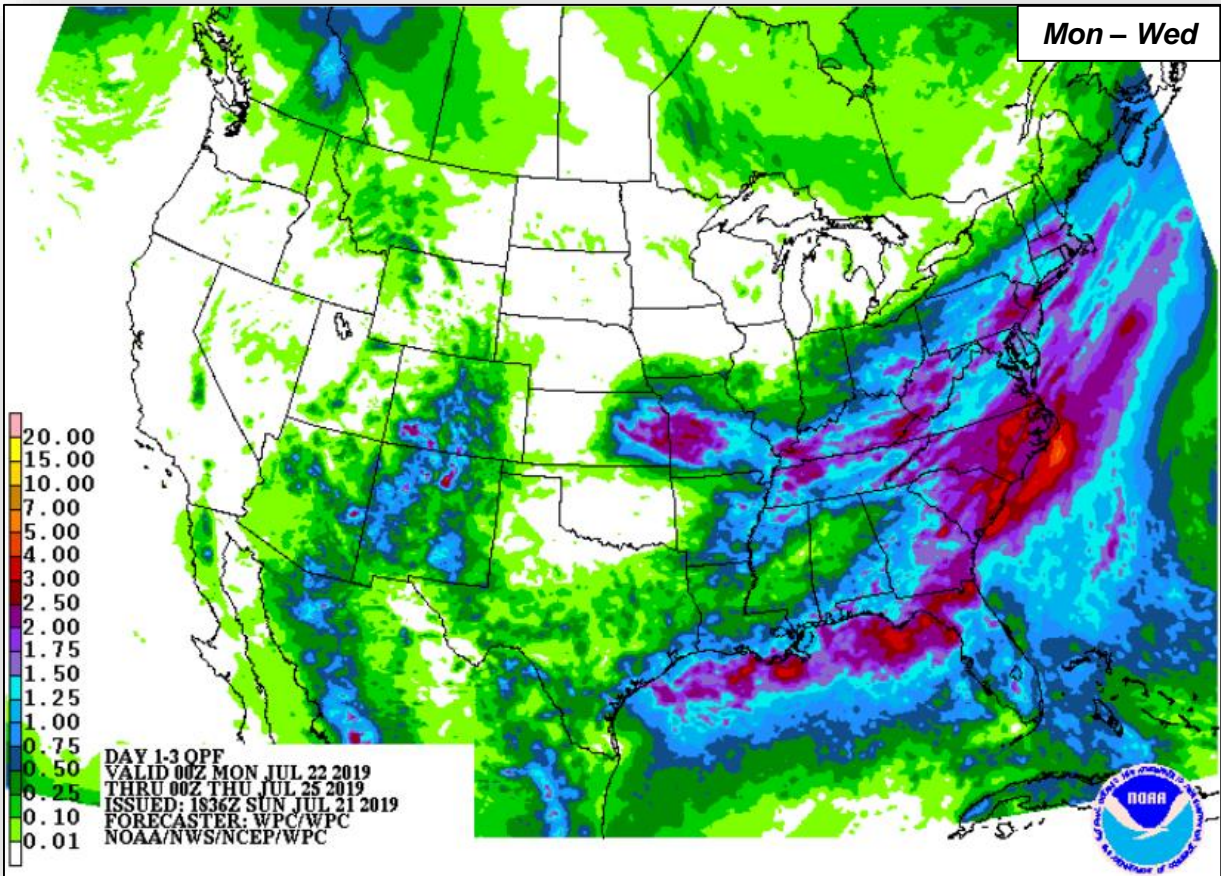 Mon – Wed
20.00
15.00
10.00
7.00
5.00
4.00
3.00
2.50
2.00
1.75
1.50
1.25
1.00
0.75
0.50
0.25
0.10
0.01
DAY 1-3 QPF
VALID 00Z MON JUL 22 2019
THRU 00Z THU JUL 25 2019
ISSUED: 1836Z SUN JUL 21 2019
FORECASTER: WPC/WPC
NOAA/NWS/NCEP/WPC
NOAA